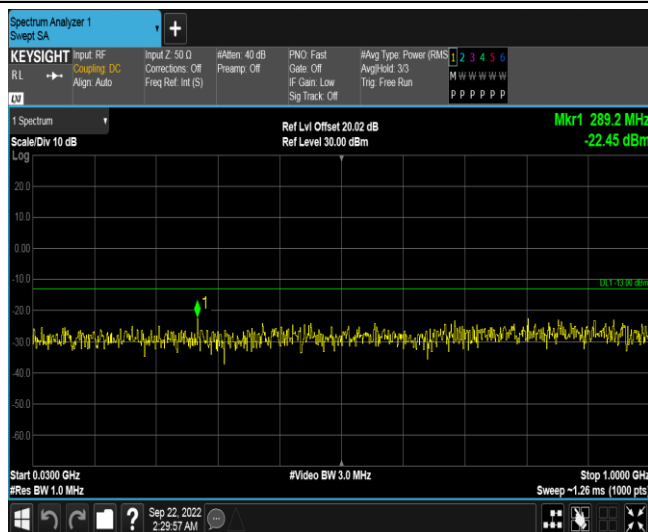 Spectrum Analyzer 1
Swept SA
+
KEYSIGHT
RL
LXI
Input: RF
Coupling: DC
Align: Auto
Input Z: 50 Ω
Corrections: Off
Freq Ref: Int (S)
#Atten: 40 dB
Preamp: Off
PNO: Fast
Gate: Off
IF Gain: Low
Sig Track: Off
#Avg Type: Power (RMS
Avg|Hold: 3/3
Trig: Free Run
1 2 3 4 5 6
M W W W W W
P P P P P P
1 Spectrum
Scale/Div 10 dB
Ref Lvl Offset 20.02 dB
Ref Level 30.00 dBm
Mkr1 289.2 MHz
-22.45 dBm
Log
20.0
10.0
0.00
-10.0
DL1 -13.00 dBm
1
-20.0
-30.0
-40.0
-50.0
-60.0
Start 0.0300 GHz
#Res BW 1.0 MHz
#Video BW 3.0 MHz
Stop 1.0000 GHz
Sweep ~1.26 ms (1000 pts)
?
Sep 22, 2022
2:29:57 AM